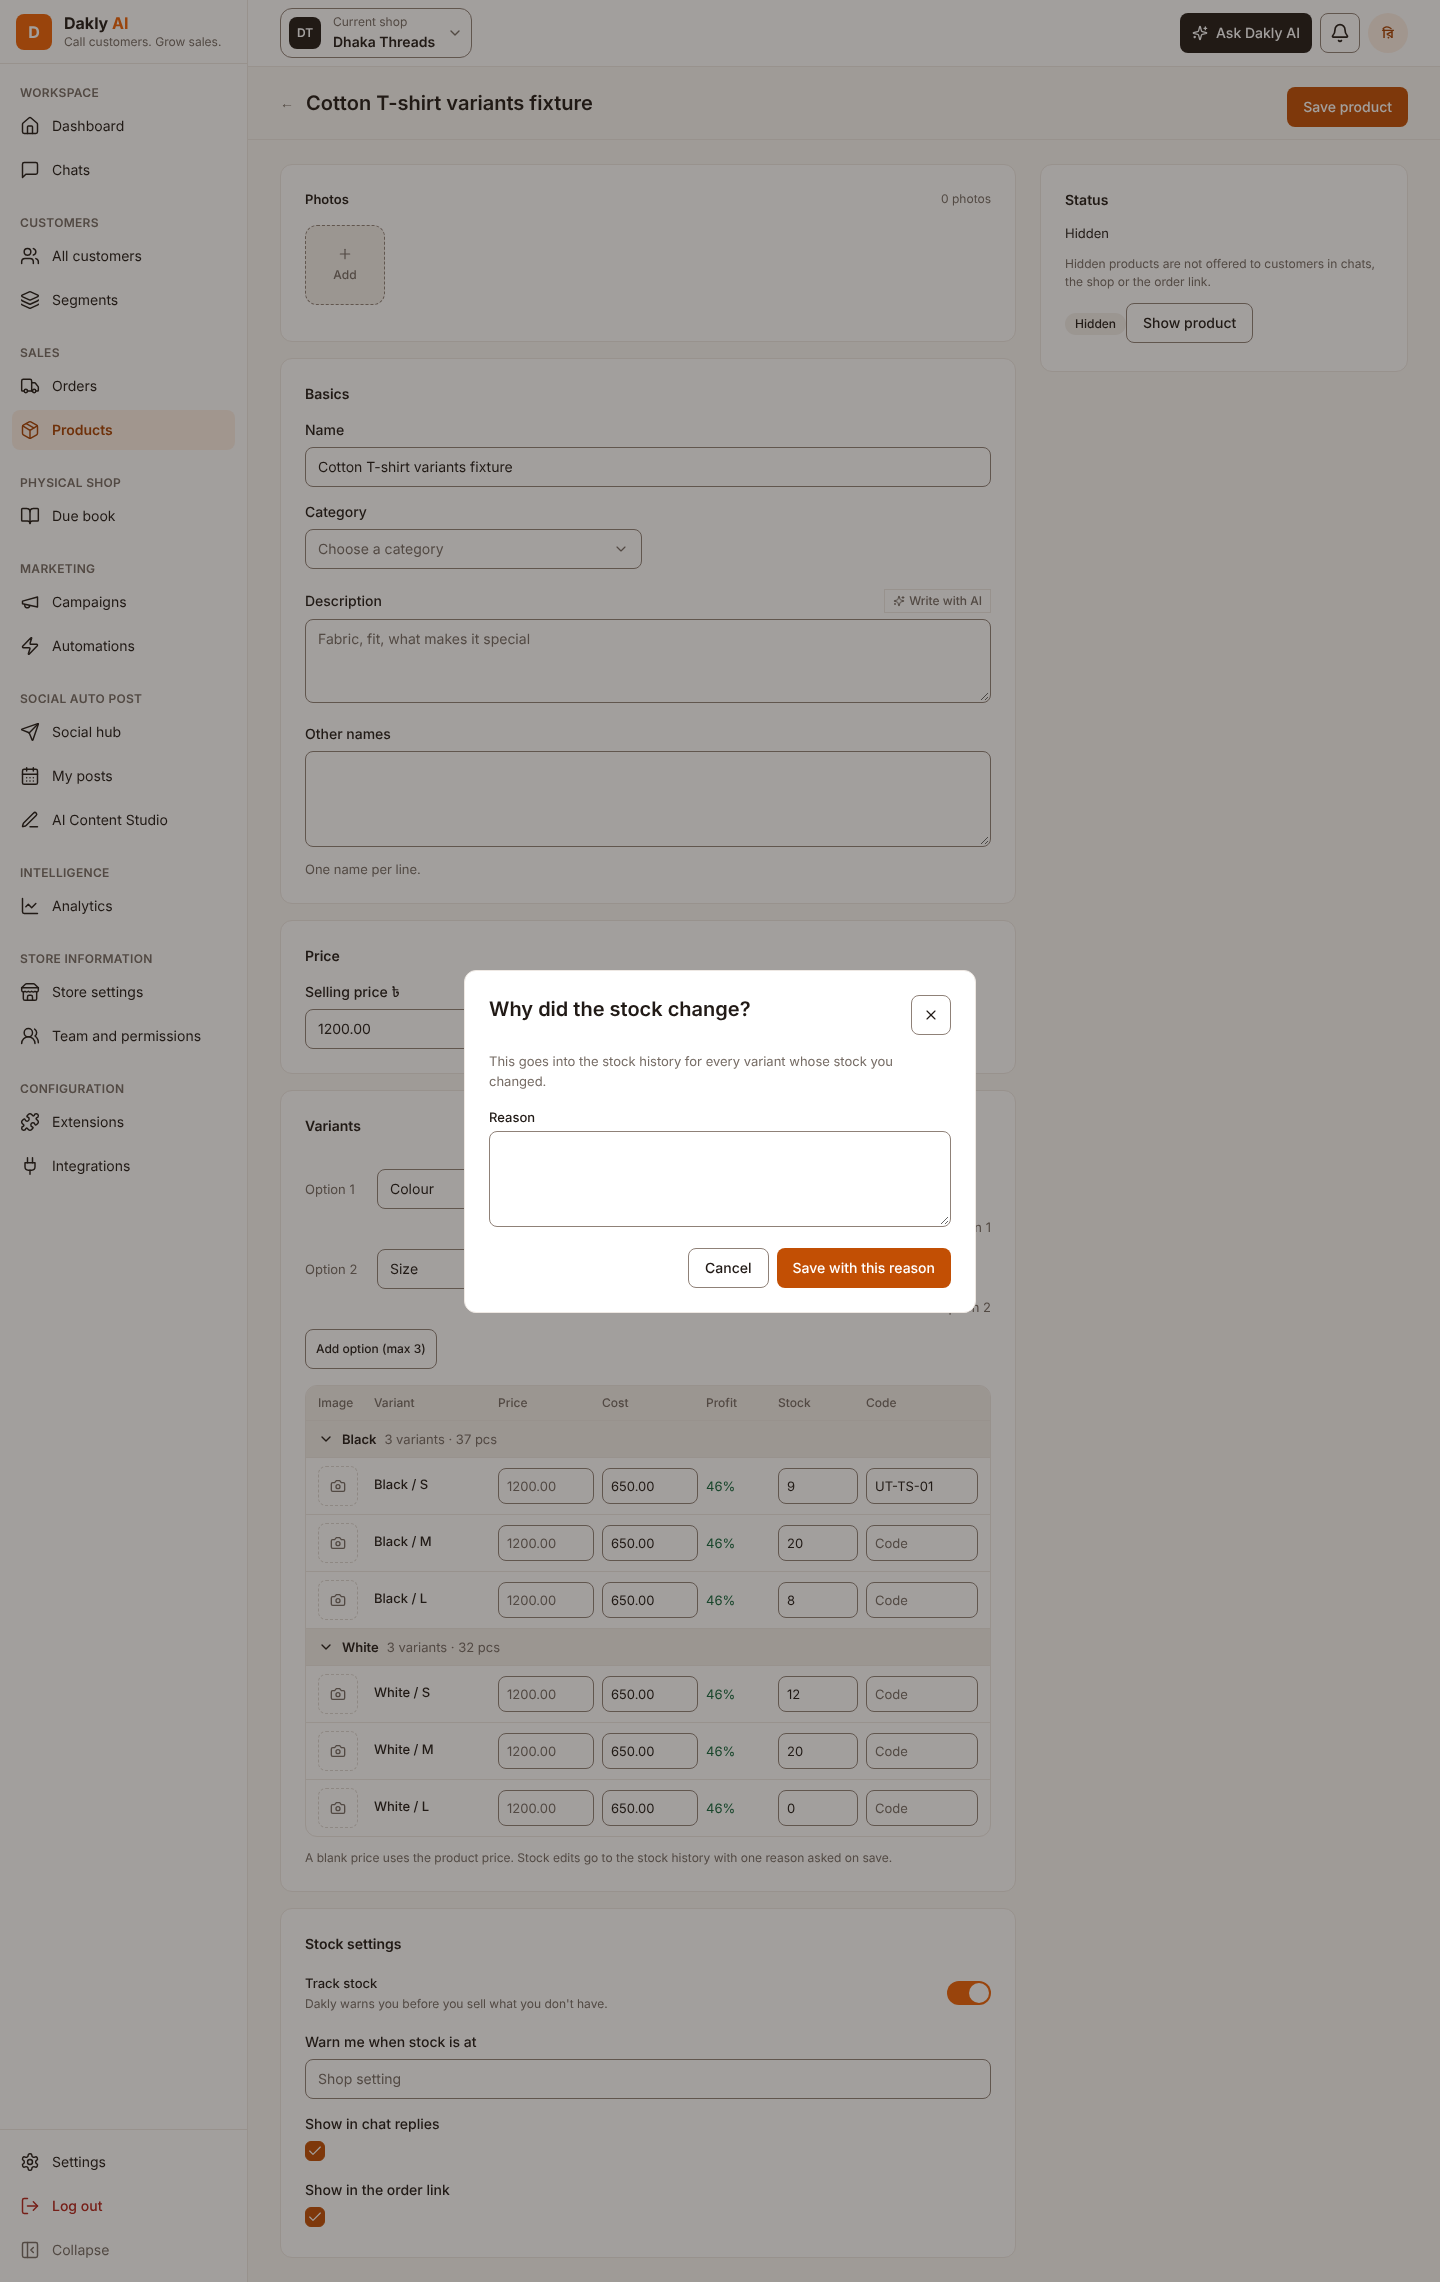 D
Dakly AI
Call customers. Grow sales.
WORKSPACE
Dashboard
Chats
CUSTOMERS
All customers
Segments
SALES
Orders
Products
PHYSICAL SHOP
Due book
MARKETING
Campaigns
Automations
SOCIAL AUTO POST
Social hub
My posts
AI Content Studio
INTELLIGENCE
Analytics
STORE INFORMATION
Store settings
Team and permissions
CONFIGURATION
Extensions
Integrations
Settings
Log out
Collapse
DT
Current shop
Dhaka Threads
Ask Dakly AI
রি
← Cotton T-shirt variants fixture
Save product
Photos
0 photos
Add
Basics
Name
Cotton T-shirt variants fixture
Category
Choose a category
Description
Write with AI
Fabric, fit, what makes it special
Other names
One name per line.
Price
Selling price ৳
1200.00
Variants
Option 1
Colour
n 1
Option 2
Size
n 2
Add option (max 3)
Image Variant Price Cost Profit Stock Code
Black 3 variants · 37 pcs
Black / S 1200.00 650.00 46% 9 UT-TS-01
Black / M 1200.00 650.00 46% 20 Code
Black / L 1200.00 650.00 46% 8 Code
White 3 variants · 32 pcs
White / S 1200.00 650.00 46% 12 Code
White / M 1200.00 650.00 46% 20 Code
White / L 1200.00 650.00 46% 0 Code
A blank price uses the product price. Stock edits go to the stock history with one reason asked on save.
Stock settings
Track stock
Dakly warns you before you sell what you don't have.
Warn me when stock is at
Shop setting
Show in chat replies
Show in the order link
Status
Hidden
Hidden products are not offered to customers in chats,
the shop or the order link.
Hidden
Show product
Why did the stock change?
This goes into the stock history for every variant whose stock you
changed.
Reason
Cancel
Save with this reason